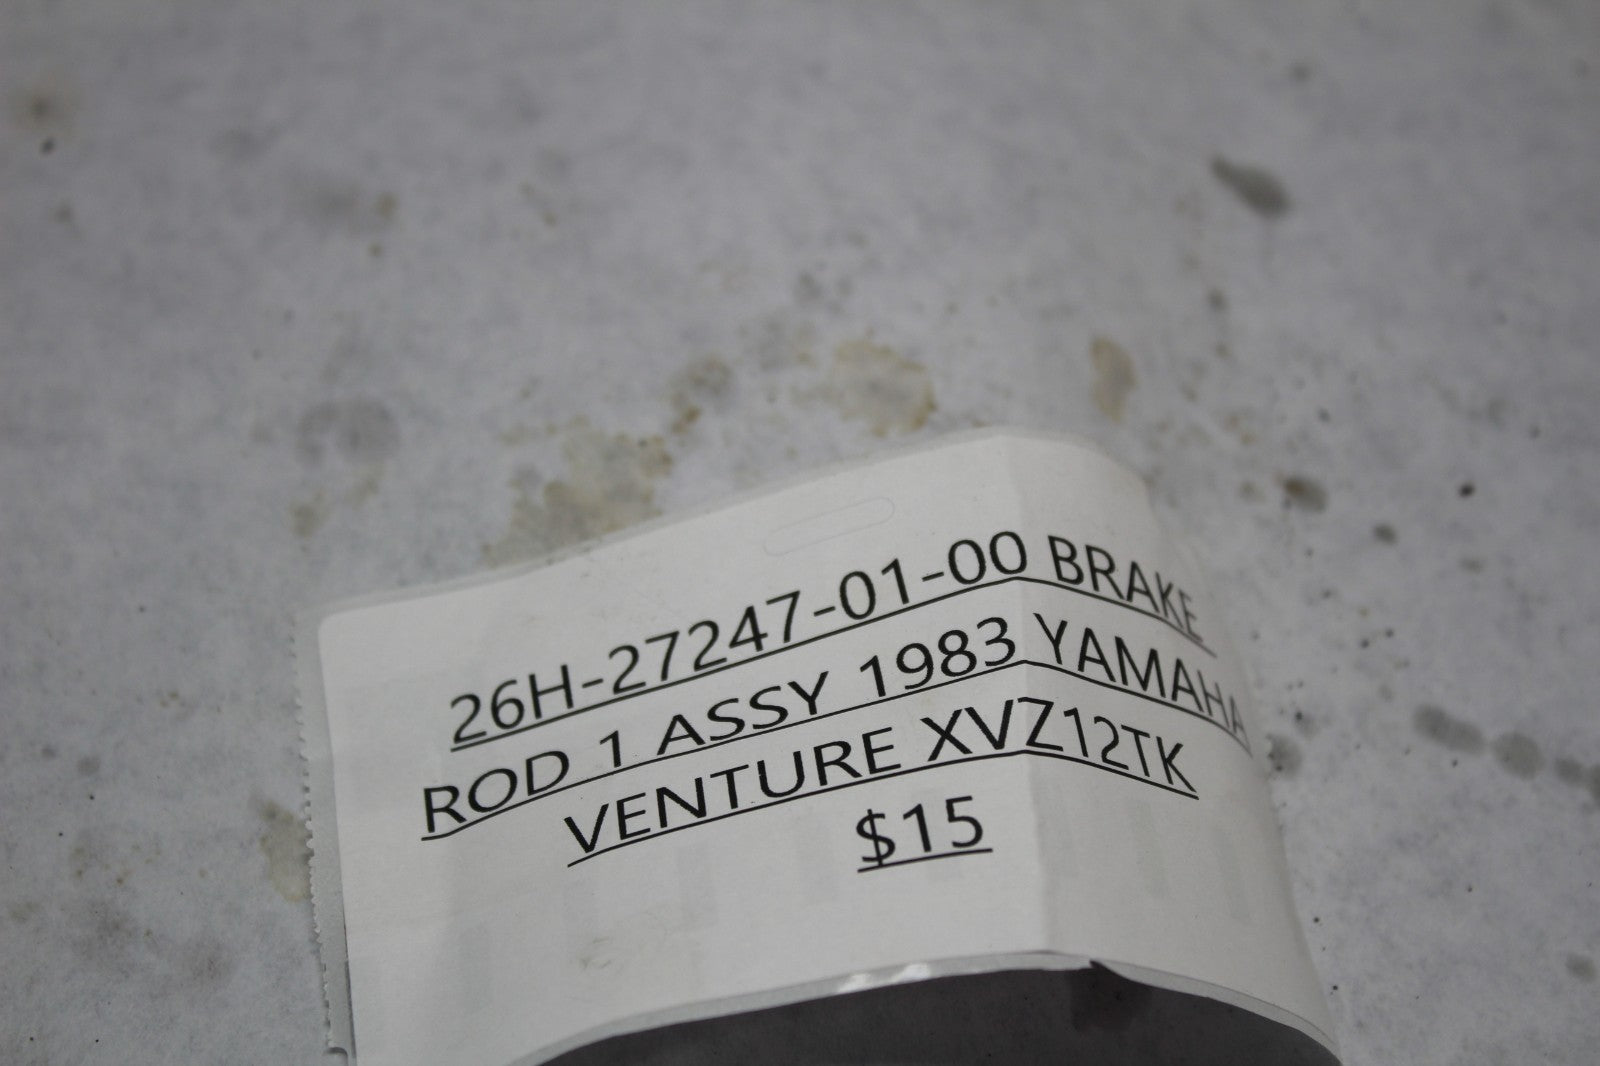 26H-27247-01-00 BRAKE
ROD 1 ASSY 1983 YAMAHA
VENTURE XVZ12TK
$15